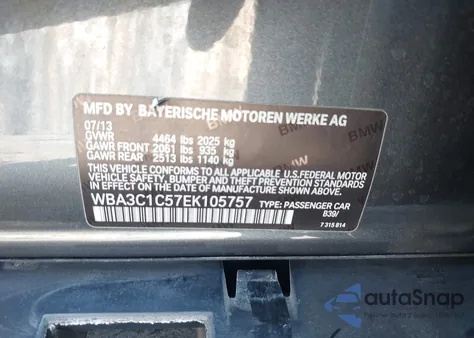 MFD BY BAYERISCHE MOTOREN WERKE AG
07/13
GVWR 4464 lbs 2025 kg
GAWR FRONT 2061 lbs 935 kg
GAWR REAR 2513 lbs 1140 kg
THIS VEHICLE CONFORMS TO ALL APPLICABLE U.S. FEDERAL MOTOR
VEHICLE SAFETY, BUMPER, AND THEFT PREVENTION STANDARDS
IN EFFECT ON THE DATE OF MANUFACTURE SHOWN ABOVE.
WBA3C1C57EK105757 TYPE: PASSENGER CAR
B39/
7 315 814
autoSnap